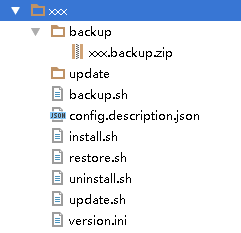 xxx
backup
xxx.backup.zip
update
backup.sh
JSON config.description.json
install.sh
restore.sh
uninstall.sh
update.sh
version.ini